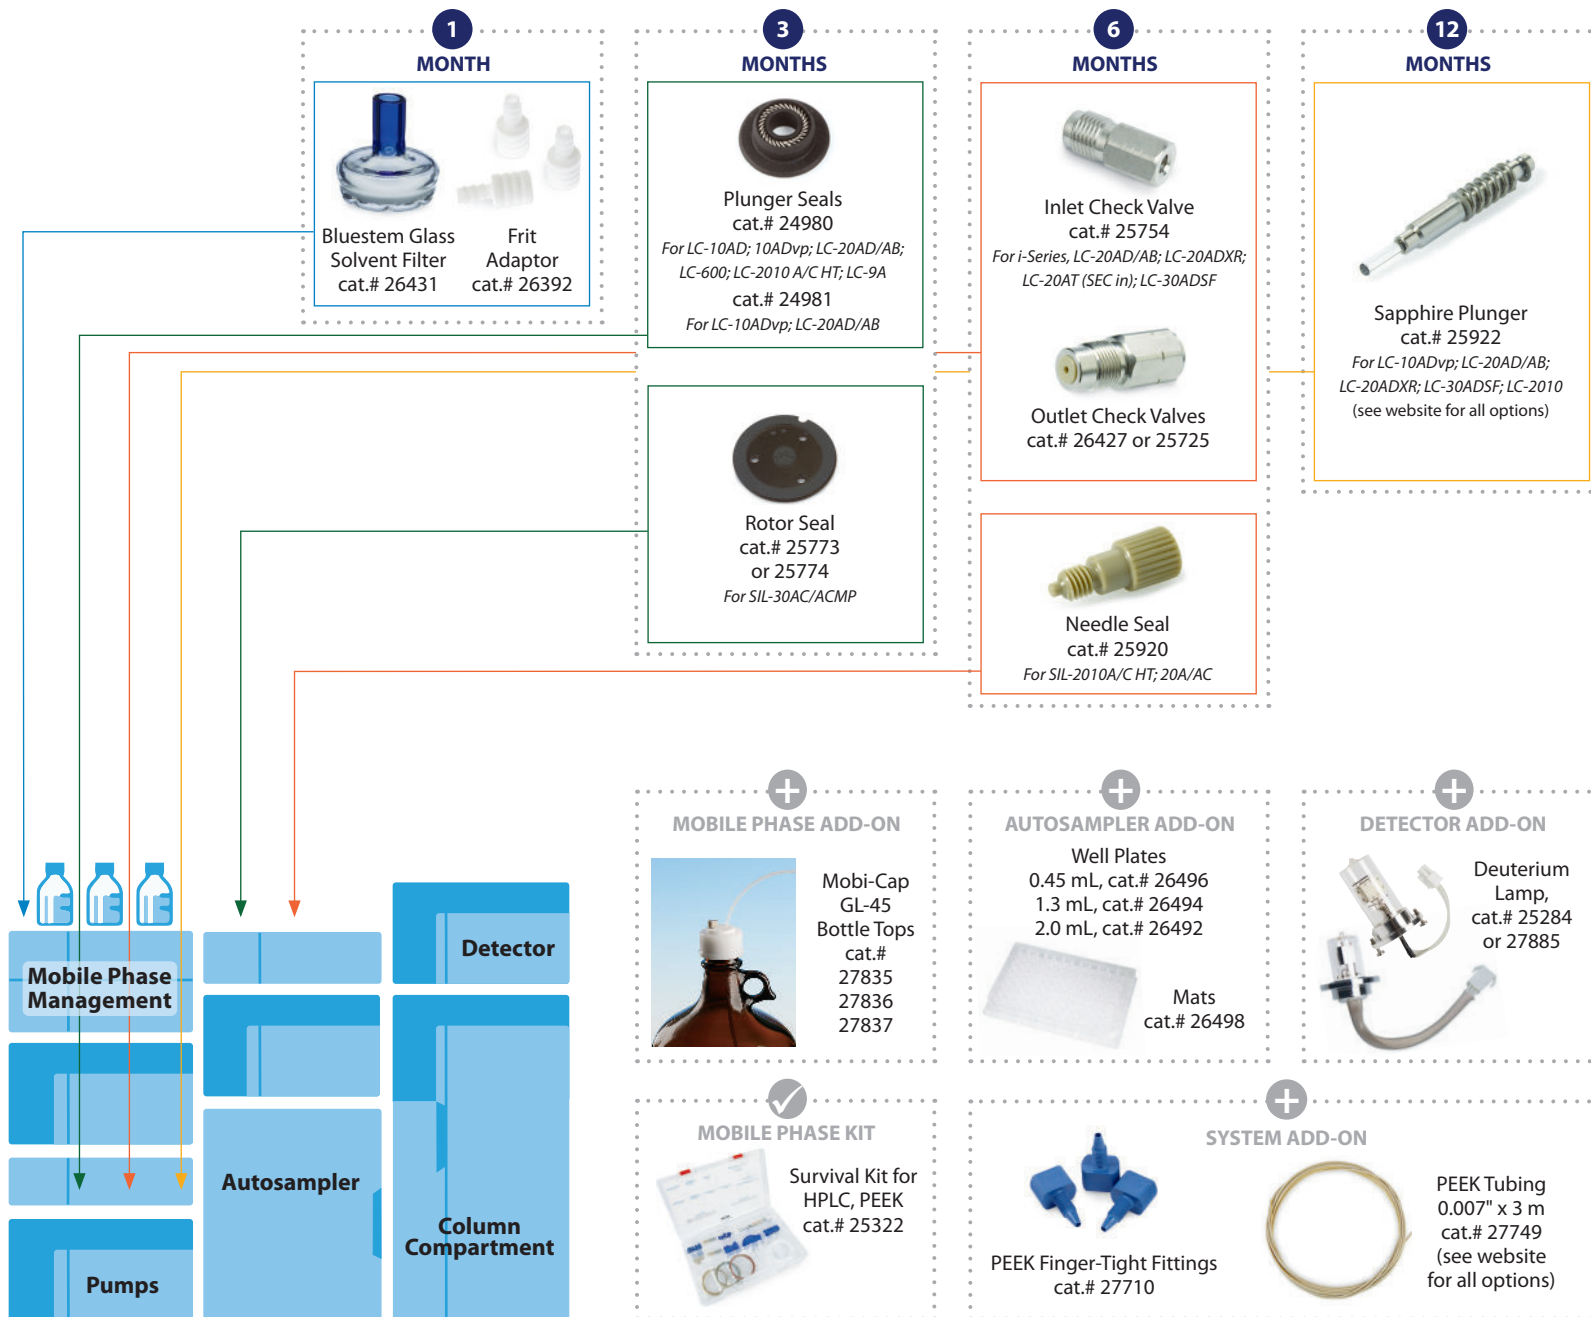 1
MONTH
Bluestem Glass
Solvent Filter
cat.# 26431
Frit
Adaptor
cat.# 26392
3
MONTHS
Plunger Seals
cat.# 24980
For LC-10AD; 10ADvp; LC-20AD/AB;
LC-600; LC-2010 A/C HT; LC-9A
cat.# 24981
For LC-10ADvp; LC-20AD/AB
Rotor Seal
cat.# 25773
or 25774
For SIL-30AC/ACMP
6
MONTHS
Inlet Check Valve
cat.# 25754
For i-Series, LC-20AD/AB; LC-20ADXR;
LC-20AT (SEC in); LC-30ADSF
Outlet Check Valves
cat.# 26427 or 25725
Needle Seal
cat.# 25920
For SIL-2010A/C HT; 20A/AC
12
MONTHS
Sapphire Plunger
cat.# 25922
For LC-10ADvp; LC-20AD/AB;
LC-20ADXR; LC-30ADSF; LC-2010
(see website for all options)
Mobile Phase
Management
Pumps
Autosampler
Detector
Column
Compartment
MOBILE PHASE ADD-ON
Mobi-Cap
GL-45
Bottle Tops
cat.#
27835
27836
27837
AUTOSAMPLER ADD-ON
Well Plates
0.45 mL, cat.# 26496
1.3 mL, cat.# 26494
2.0 mL, cat.# 26492
Mats
cat.# 26498
DETECTOR ADD-ON
Deuterium
Lamp,
cat.# 25284
or 27885
MOBILE PHASE KIT
Survival Kit for
HPLC, PEEK
cat.# 25322
SYSTEM ADD-ON
PEEK Finger-Tight Fittings
cat.# 27710
PEEK Tubing
0.007" x 3 m
cat.# 27749
(see website
for all options)